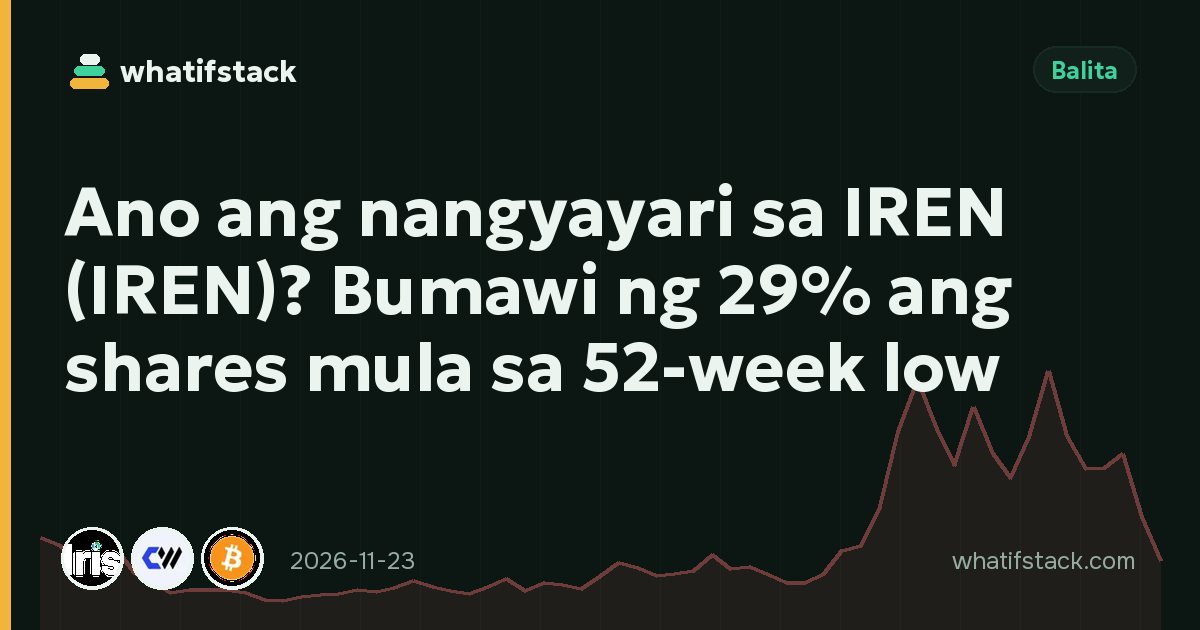 whatifstack
Balita
Ano ang nangyayari sa IREN
(IREN)? Bumawi ng 29% ang
shares mula sa 52-week low
Iris
CW
2026-11-23
whatifstack.com